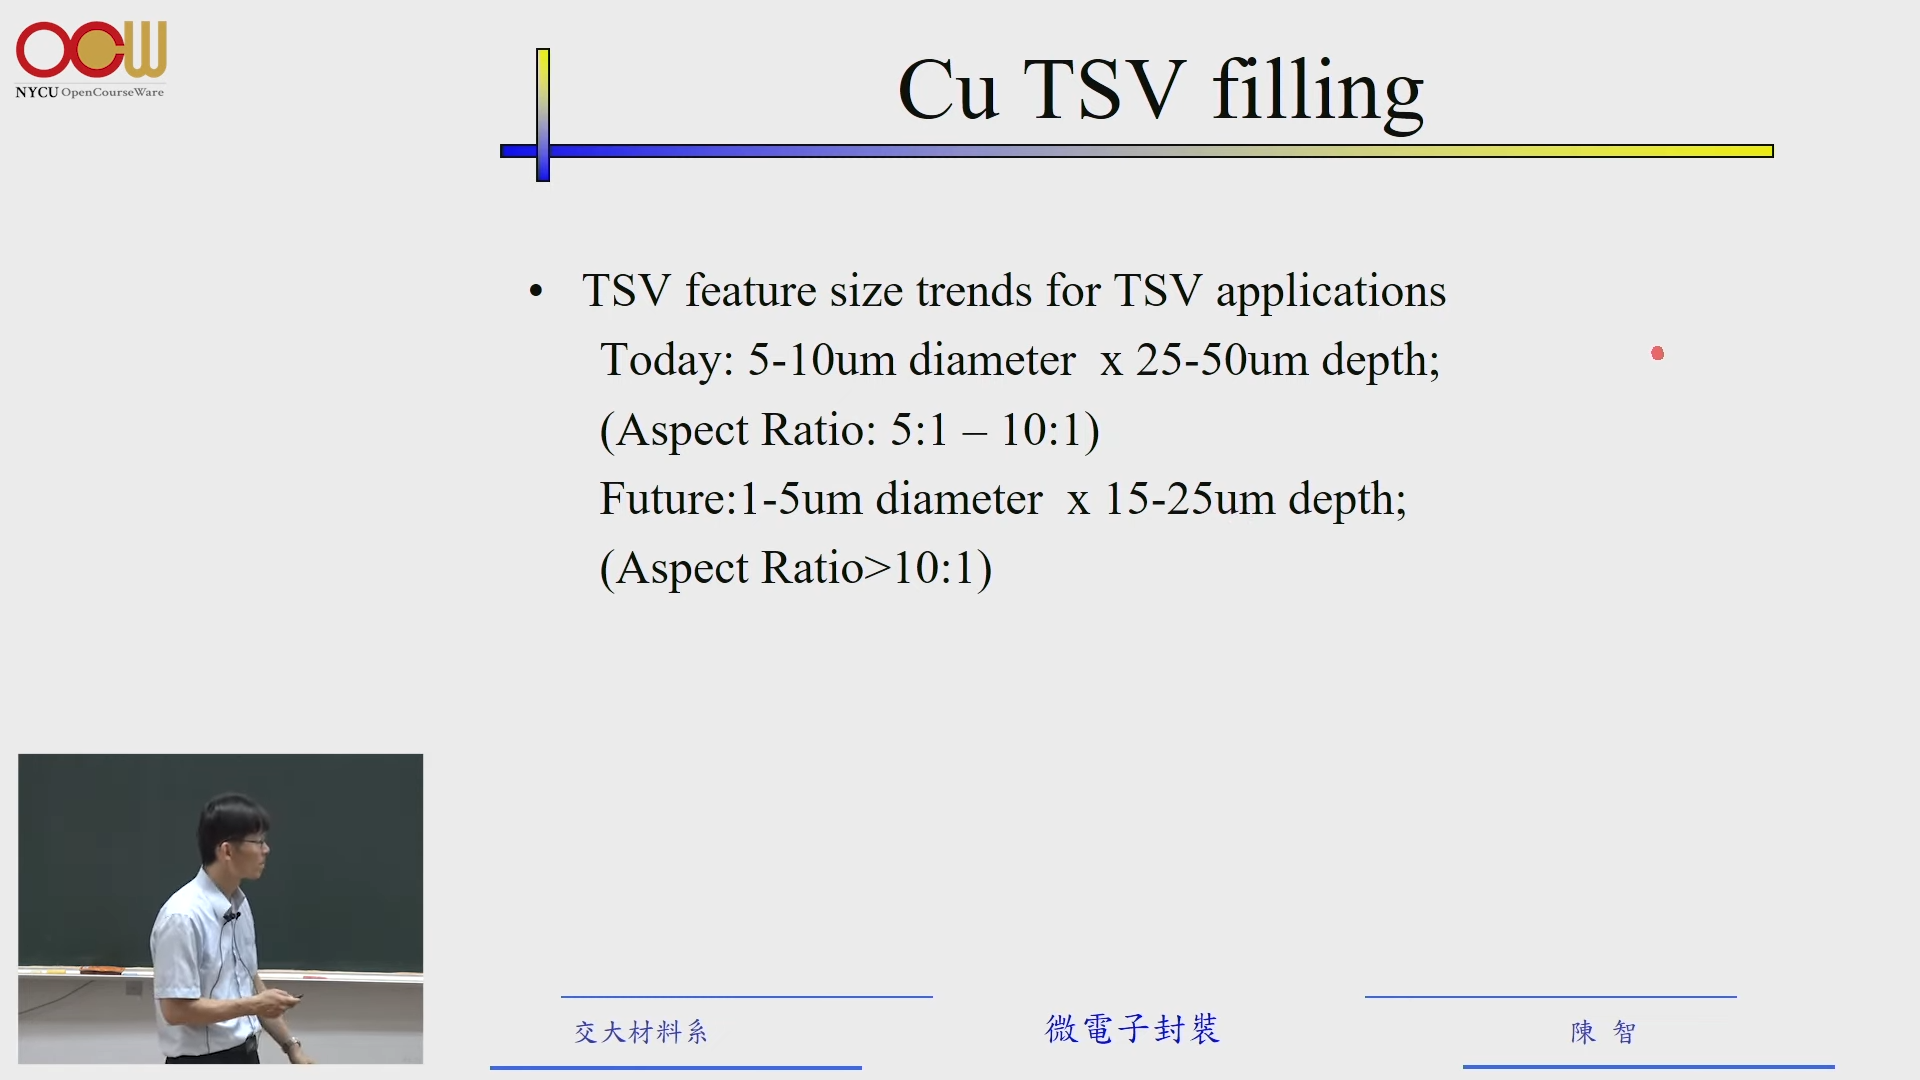 OCW
NYCU OpenCourseWare
Cu TSV filling
• TSV feature size trends for TSV applications
Today: 5-10um diameter  x 25-50um depth;
(Aspect Ratio: 5:1 – 10:1)
Future:1-5um diameter  x 15-25um depth;
(Aspect Ratio>10:1)
交大材料系
微電子封裝
陳 智